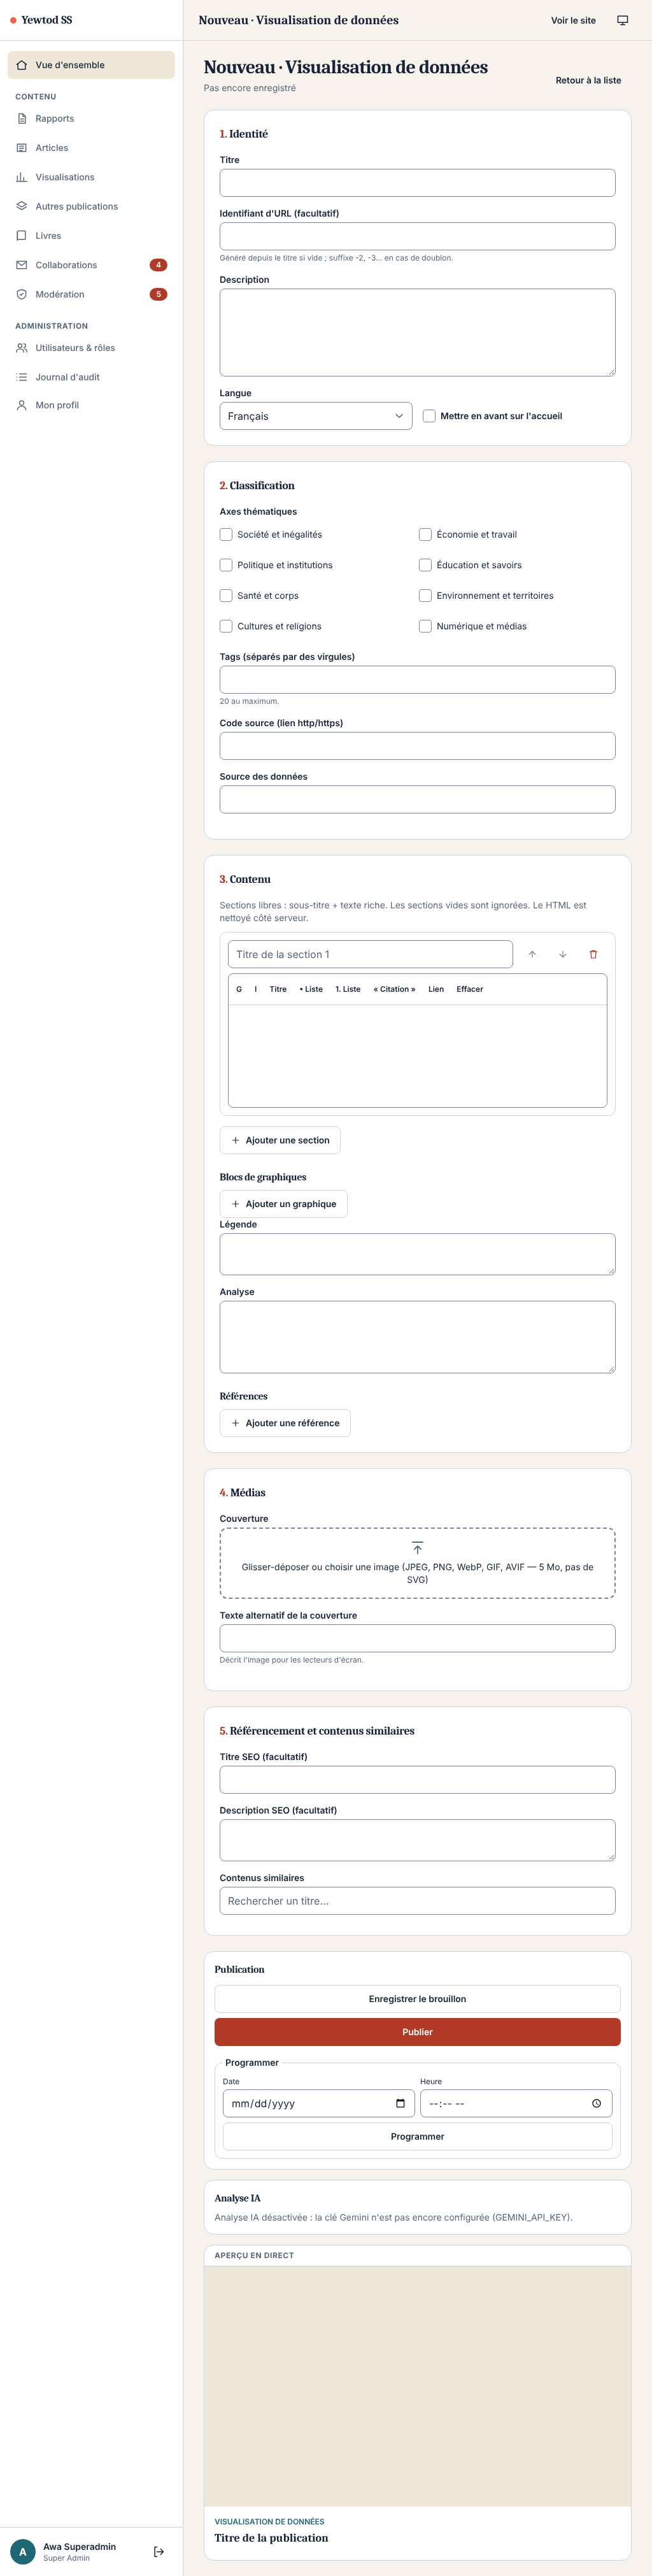 Yewtod SS
Vue d'ensemble
CONTENU
Rapports
Articles
Visualisations
Autres publications
Livres
Collaborations 4
Modération 5
ADMINISTRATION
Utilisateurs & rôles
Journal d'audit
Mon profil
A
Awa Superadmin
Super Admin
Nouveau · Visualisation de données
Voir le site
Nouveau · Visualisation de données
Pas encore enregistré
Retour à la liste
1. Identité
Titre
Identifiant d'URL (facultatif)
Généré depuis le titre si vide ; suffixe -2, -3… en cas de doublon.
Description
Langue
Français
Mettre en avant sur l'accueil
2. Classification
Axes thématiques
Société et inégalités
Économie et travail
Politique et institutions
Éducation et savoirs
Santé et corps
Environnement et territoires
Cultures et religions
Numérique et médias
Tags (séparés par des virgules)
20 au maximum.
Code source (lien http/https)
Source des données
3. Contenu
Sections libres : sous-titre + texte riche. Les sections vides sont ignorées. Le HTML est
nettoyé côté serveur.
Titre de la section 1
G I Titre • Liste 1. Liste « Citation » Lien Effacer
Ajouter une section
Blocs de graphiques
Ajouter un graphique
Légende
Analyse
Références
Ajouter une référence
4. Médias
Couverture
Glisser-déposer ou choisir une image (JPEG, PNG, WebP, GIF, AVIF — 5 Mo, pas de
SVG)
Texte alternatif de la couverture
Décrit l'image pour les lecteurs d'écran.
5. Référencement et contenus similaires
Titre SEO (facultatif)
Description SEO (facultatif)
Contenus similaires
Rechercher un titre…
Publication
Enregistrer le brouillon
Publier
Programmer
Date
Heure
mm/dd/yyyy
--:-- --
Programmer
Analyse IA
Analyse IA désactivée : la clé Gemini n'est pas encore configurée (GEMINI_API_KEY).
APERÇU EN DIRECT
VISUALISATION DE DONNÉES
Titre de la publication